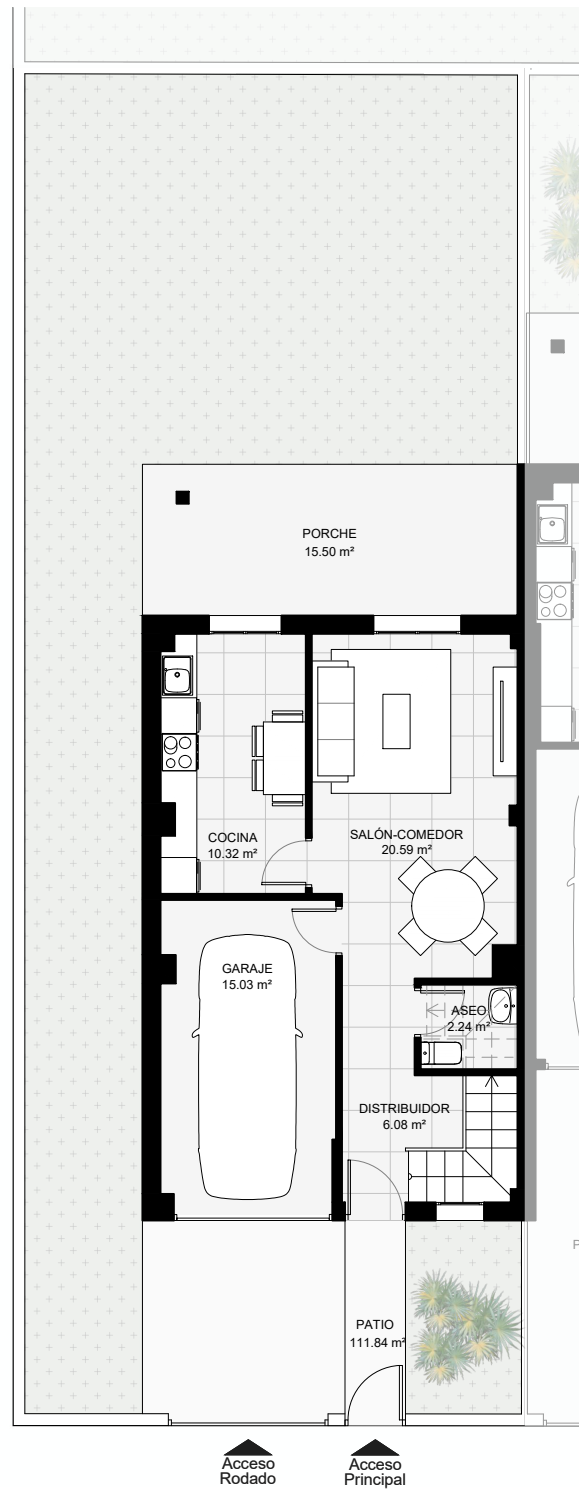 PORCHE
15.50 m²
COCINA
10.32 m²
SALÓN-COMEDOR
20.59 m²
GARAJE
15.03 m²
ASEO
2.24 m²
DISTRIBUIDOR
6.08 m²
PATIO
111.84 m²
Acceso
Rodado
Acceso
Principal